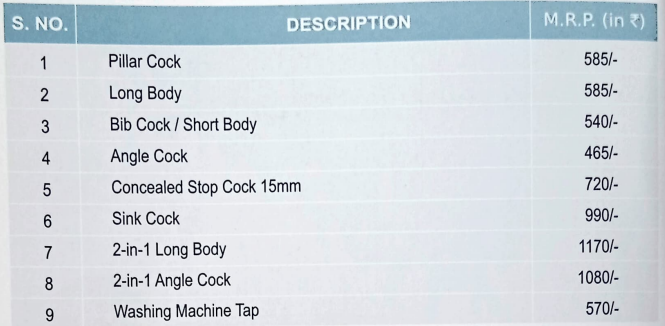 S. NO. DESCRIPTION M.R.P. (in ₹)
1 Pillar Cock 585/-
2 Long Body 585/-
3 Bib Cock / Short Body 540/-
4 Angle Cock 465/-
5 Concealed Stop Cock 15mm 720/-
6 Sink Cock 990/-
7 2-in-1 Long Body 1170/-
8 2-in-1 Angle Cock 1080/-
9 Washing Machine Tap 570/-